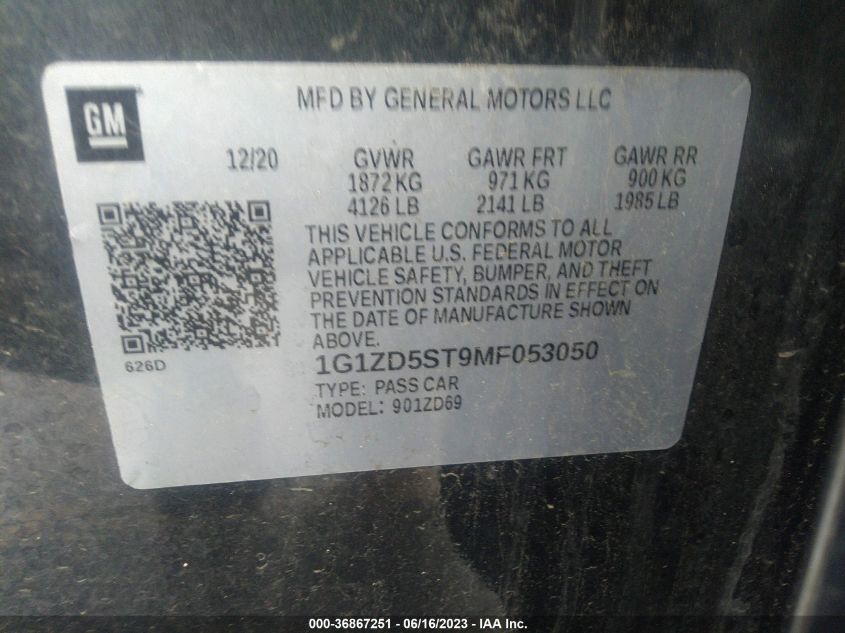 MFD BY GENERAL MOTORS LLC
GM
12/20 GVWR GAWR FRT GAWR RR
1872 KG 971 KG 900 KG
4126 LB 2141 LB 1985 LB
THIS VEHICLE CONFORMS TO ALL
APPLICABLE U.S. FEDERAL MOTOR
VEHICLE SAFETY, BUMPER, AND THEFT
PREVENTION STANDARDS IN EFFECT ON
THE DATE OF MANUFACTURE SHOWN
ABOVE.
626D
1G1ZD5ST9MF053050
TYPE: PASS CAR
MODEL: 901ZD69
000-36867251 - 06/16/2023 - IAA Inc.